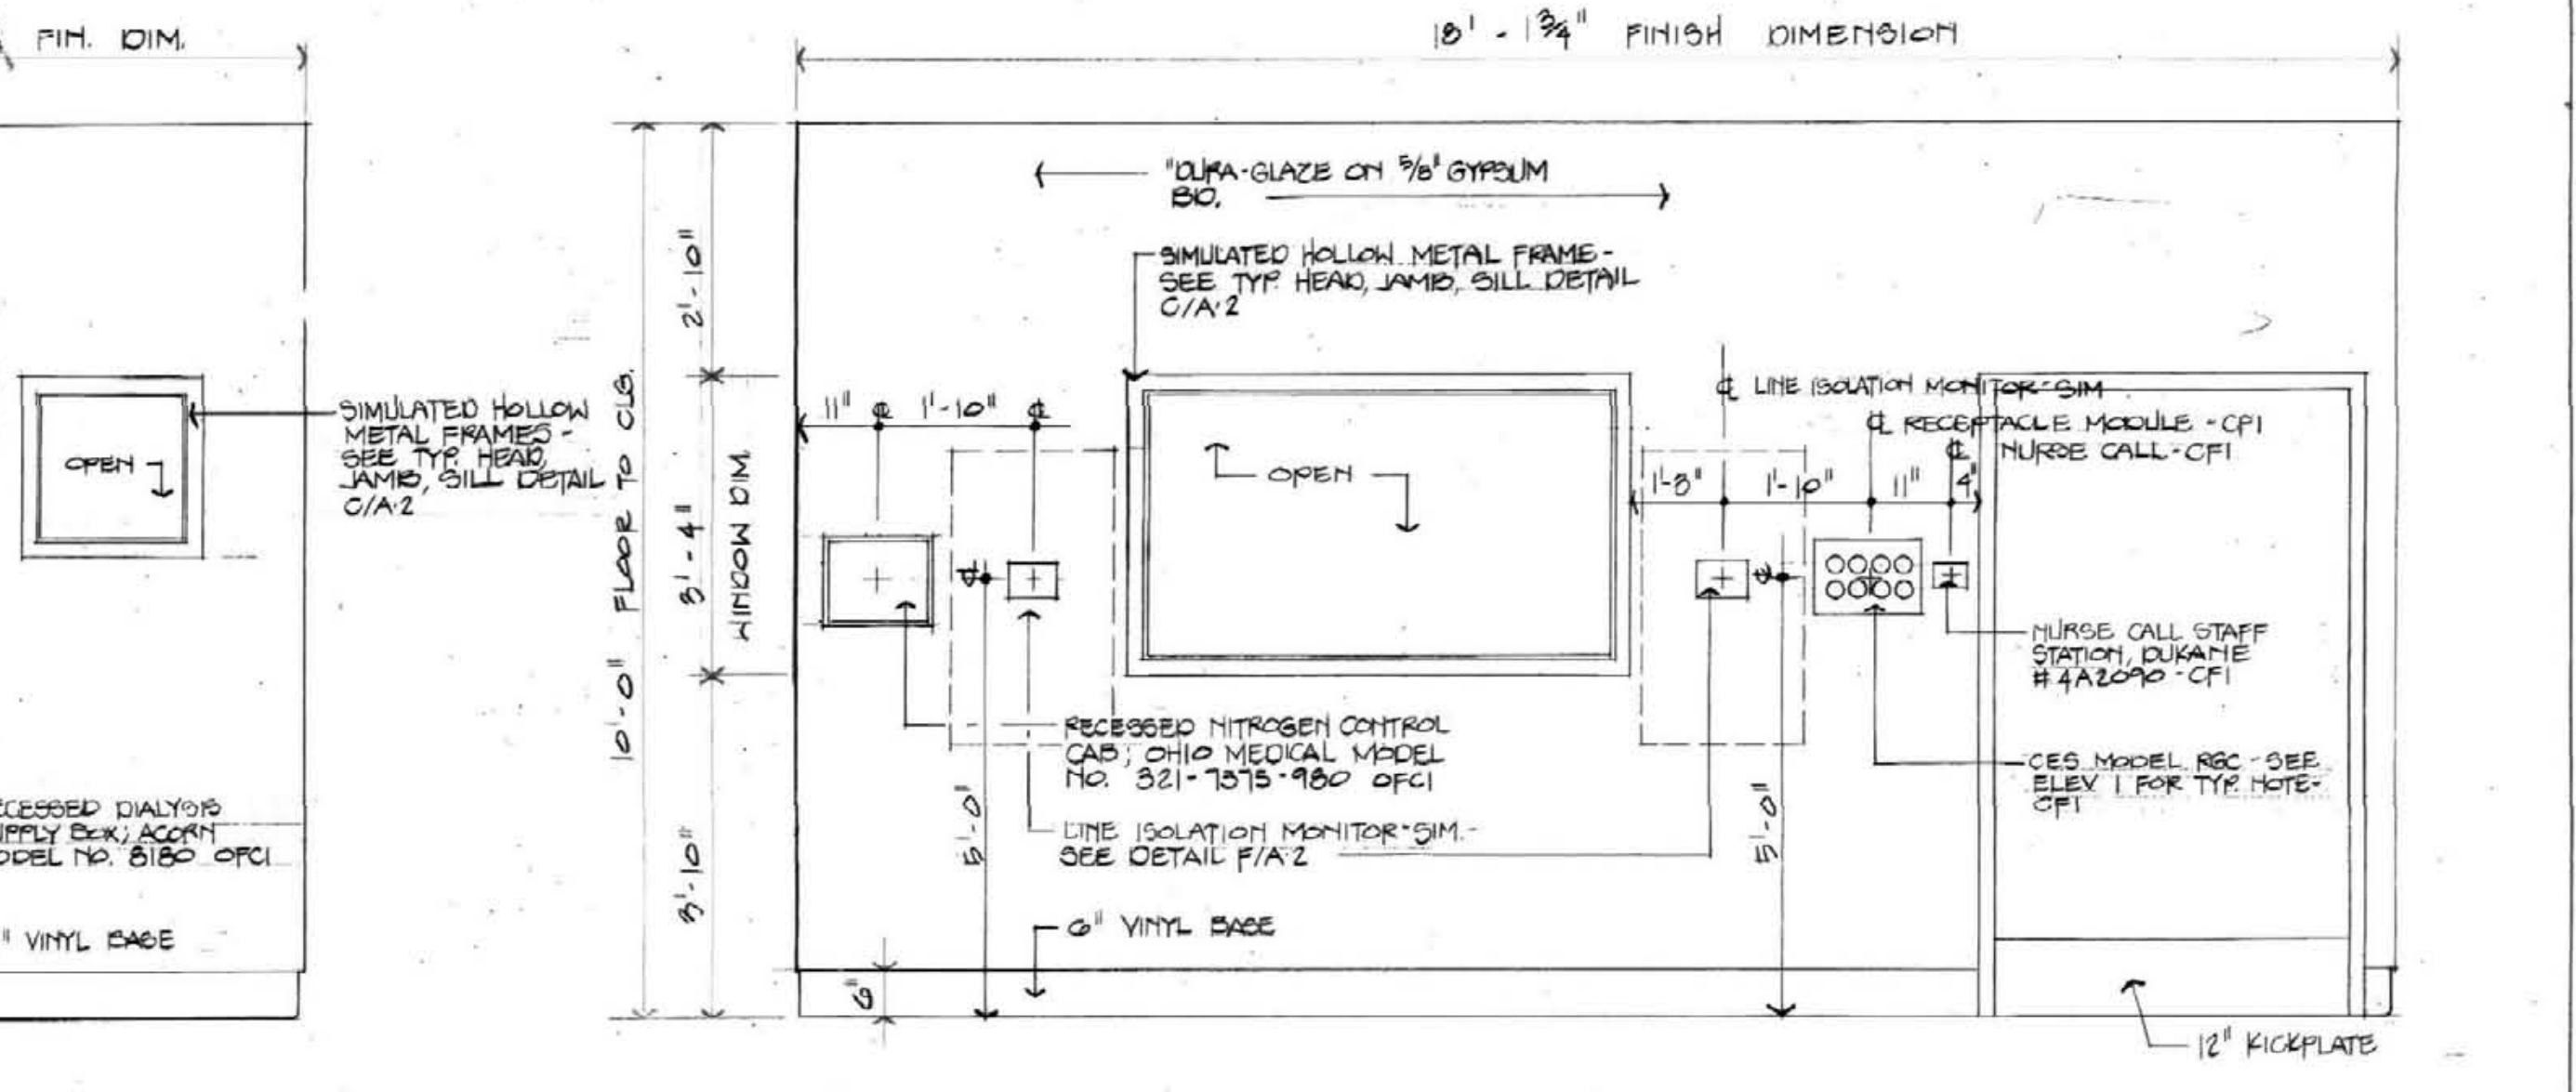 FIN. DIM.
18' - 1 3/4" FINISH DIMENSION
"DURA-GLAZE ON 5/8" GYPSUM
BD.
2'-10"
SIMULATED HOLLOW METAL FRAME-
SEE TYP. HEAD, JAMB, SILL DETAIL
C/A·2
SIMULATED HOLLOW
METAL FRAMES-
SEE TYP. HEAD,
JAMB, SILL DETAIL
C/A·2
OPEN
10'-0" FLOOR TO CLG.
3'-4"
WINDOW DIM.
11" ℄ 1'-10" ℄
OPEN
℄ LINE ISOLATION MONITOR-SIM
℄ RECEPTACLE MODULE-CFI
℄ NURSE CALL-CFI
1'-3" 1'-10" 11" 4"
℄
℄
NURSE CALL STAFF
STATION, DUKANE
#4A2090-CFI
RECESSED NITROGEN CONTROL
CAB; OHIO MEDICAL MODEL
NO. 321-7375-980 OFCI
CES MODEL RGC-SEE
ELEV 1 FOR TYP. NOTE-
CFI
ECESSED DIALYSIS
UPPLY BOX; ACORN
ODEL NO. 8180 OFCI
3'-10"
5'-0"
LINE ISOLATION MONITOR-SIM.-
SEE DETAIL F/A·2
5'-0"
" VINYL BASE
6" VINYL BASE
6"
12" KICKPLATE